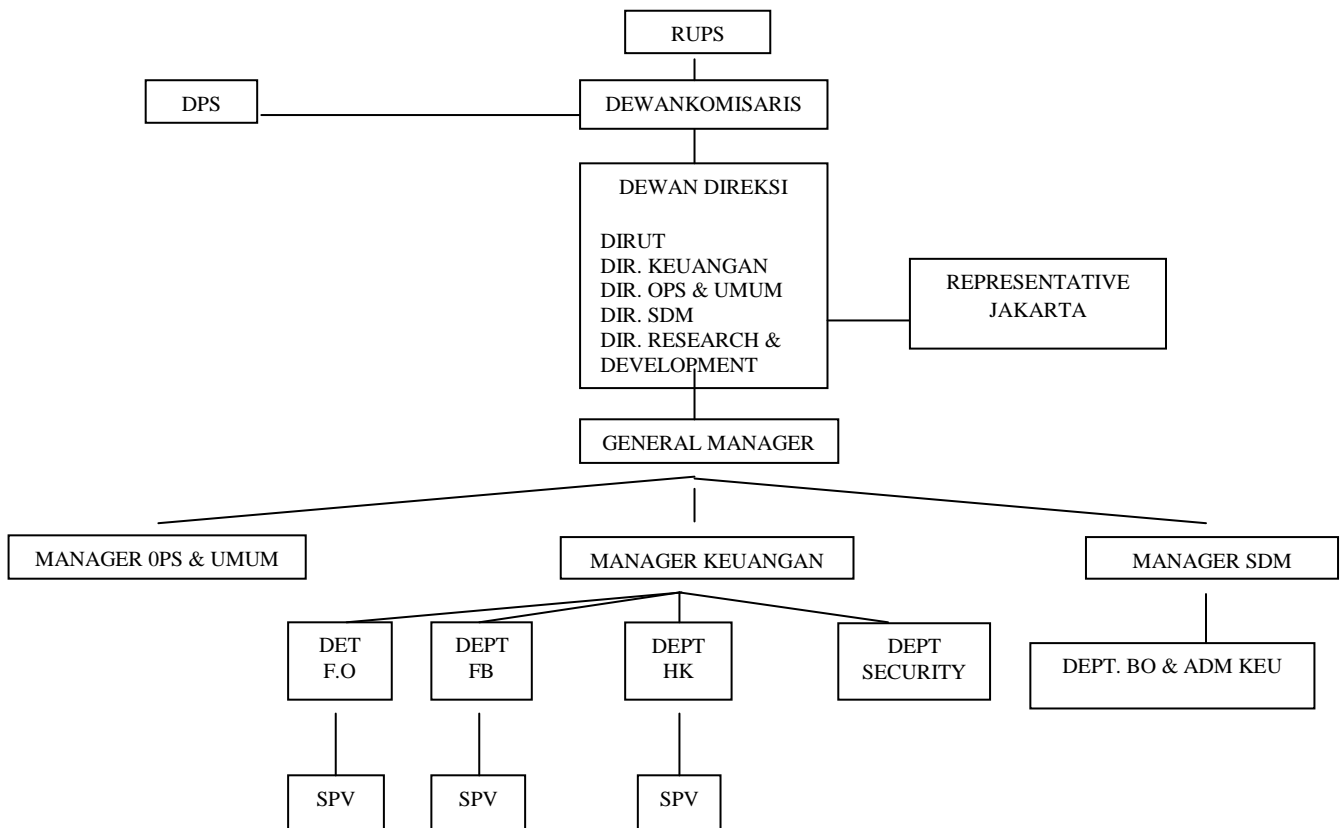 RUPS
DPS
DEWANKOMISARIS
DEWAN DIREKSI
DIRUT
DIR. KEUANGAN
DIR. OPS & UMUM
DIR. SDM
DIR. RESEARCH &
DEVELOPMENT
REPRESENTATIVE
JAKARTA
GENERAL MANAGER
MANAGER 0PS & UMUM
MANAGER KEUANGAN
MANAGER SDM
DET
F.O
DEPT
FB
DEPT
HK
DEPT
SECURITY
DEPT. BO & ADM KEU
SPV
SPV
SPV